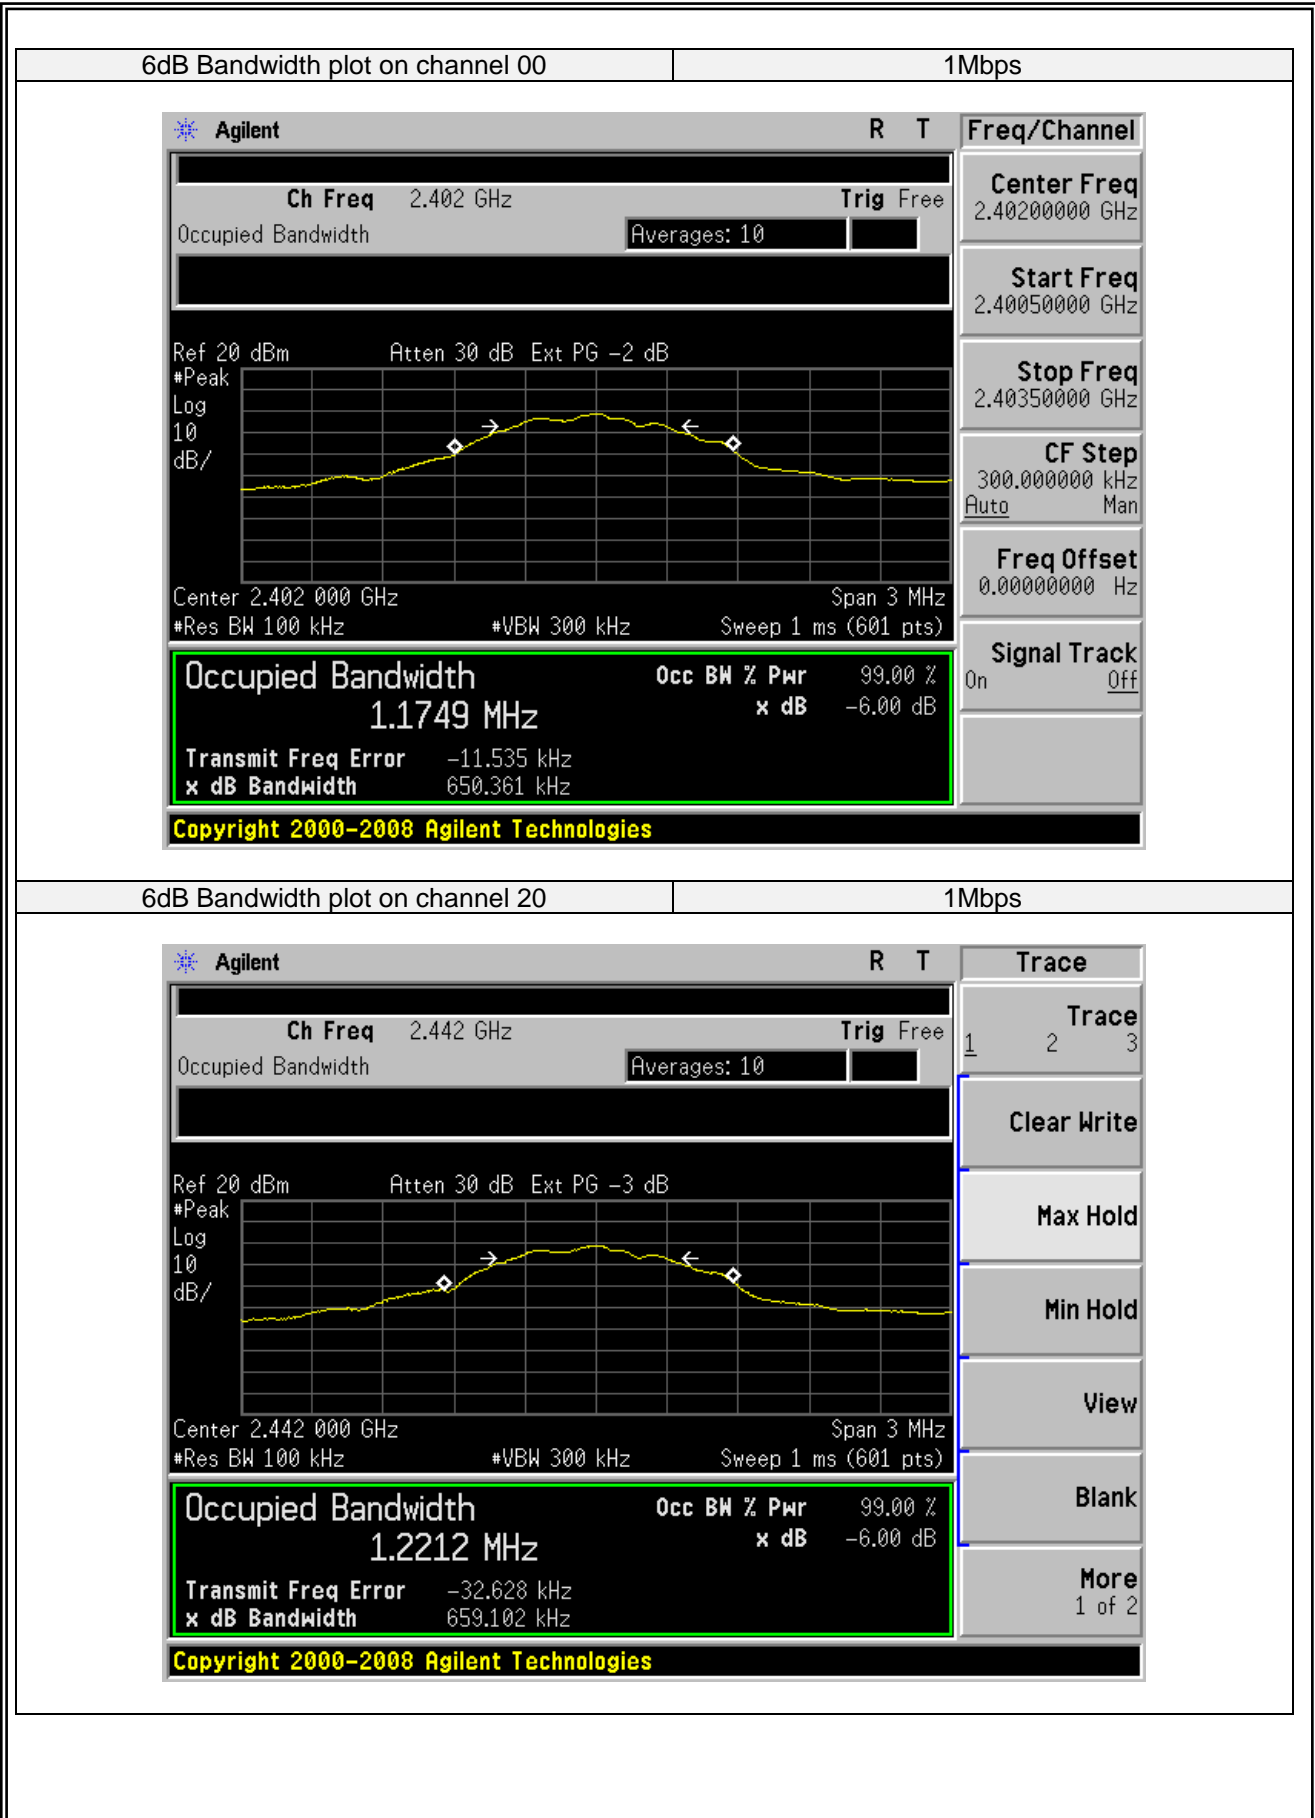 6dB Bandwidth plot on channel 00 1Mbps
Agilent R T Freq/Channel
Ch Freq 2.402 GHz Trig Free
Occupied Bandwidth Averages: 10
Center Freq
2.40200000 GHz
Start Freq
2.40050000 GHz
Stop Freq
2.40350000 GHz
CF Step
300.000000 kHz
Auto Man
Freq Offset
0.00000000 Hz
Signal Track
On Off
Ref 20 dBm Atten 30 dB Ext PG -2 dB
#Peak
Log
10
dB/
Center 2.402 000 GHz Span 3 MHz
#Res BW 100 kHz #VBW 300 kHz Sweep 1 ms (601 pts)
Occupied Bandwidth Occ BW % Pwr 99.00 %
1.1749 MHz x dB -6.00 dB
Transmit Freq Error -11.535 kHz
x dB Bandwidth 650.361 kHz
Copyright 2000-2008 Agilent Technologies
6dB Bandwidth plot on channel 20 1Mbps
Agilent R T Trace
Ch Freq 2.442 GHz Trig Free
Occupied Bandwidth Averages: 10
Trace
1 2 3
Clear Write
Max Hold
Min Hold
View
Blank
More
1 of 2
Ref 20 dBm Atten 30 dB Ext PG -3 dB
#Peak
Log
10
dB/
Center 2.442 000 GHz Span 3 MHz
#Res BW 100 kHz #VBW 300 kHz Sweep 1 ms (601 pts)
Occupied Bandwidth Occ BW % Pwr 99.00 %
1.2212 MHz x dB -6.00 dB
Transmit Freq Error -32.628 kHz
x dB Bandwidth 659.102 kHz
Copyright 2000-2008 Agilent Technologies